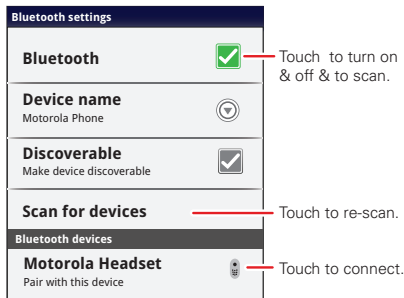 Bluetooth settings
Bluetooth
Touch to turn on
& off & to scan.
Device name
Motorola Phone
Discoverable
Make device discoverable
Scan for devices
Touch to re-scan.
Bluetooth devices
Motorola Headset
Pair with this device
Touch to connect.